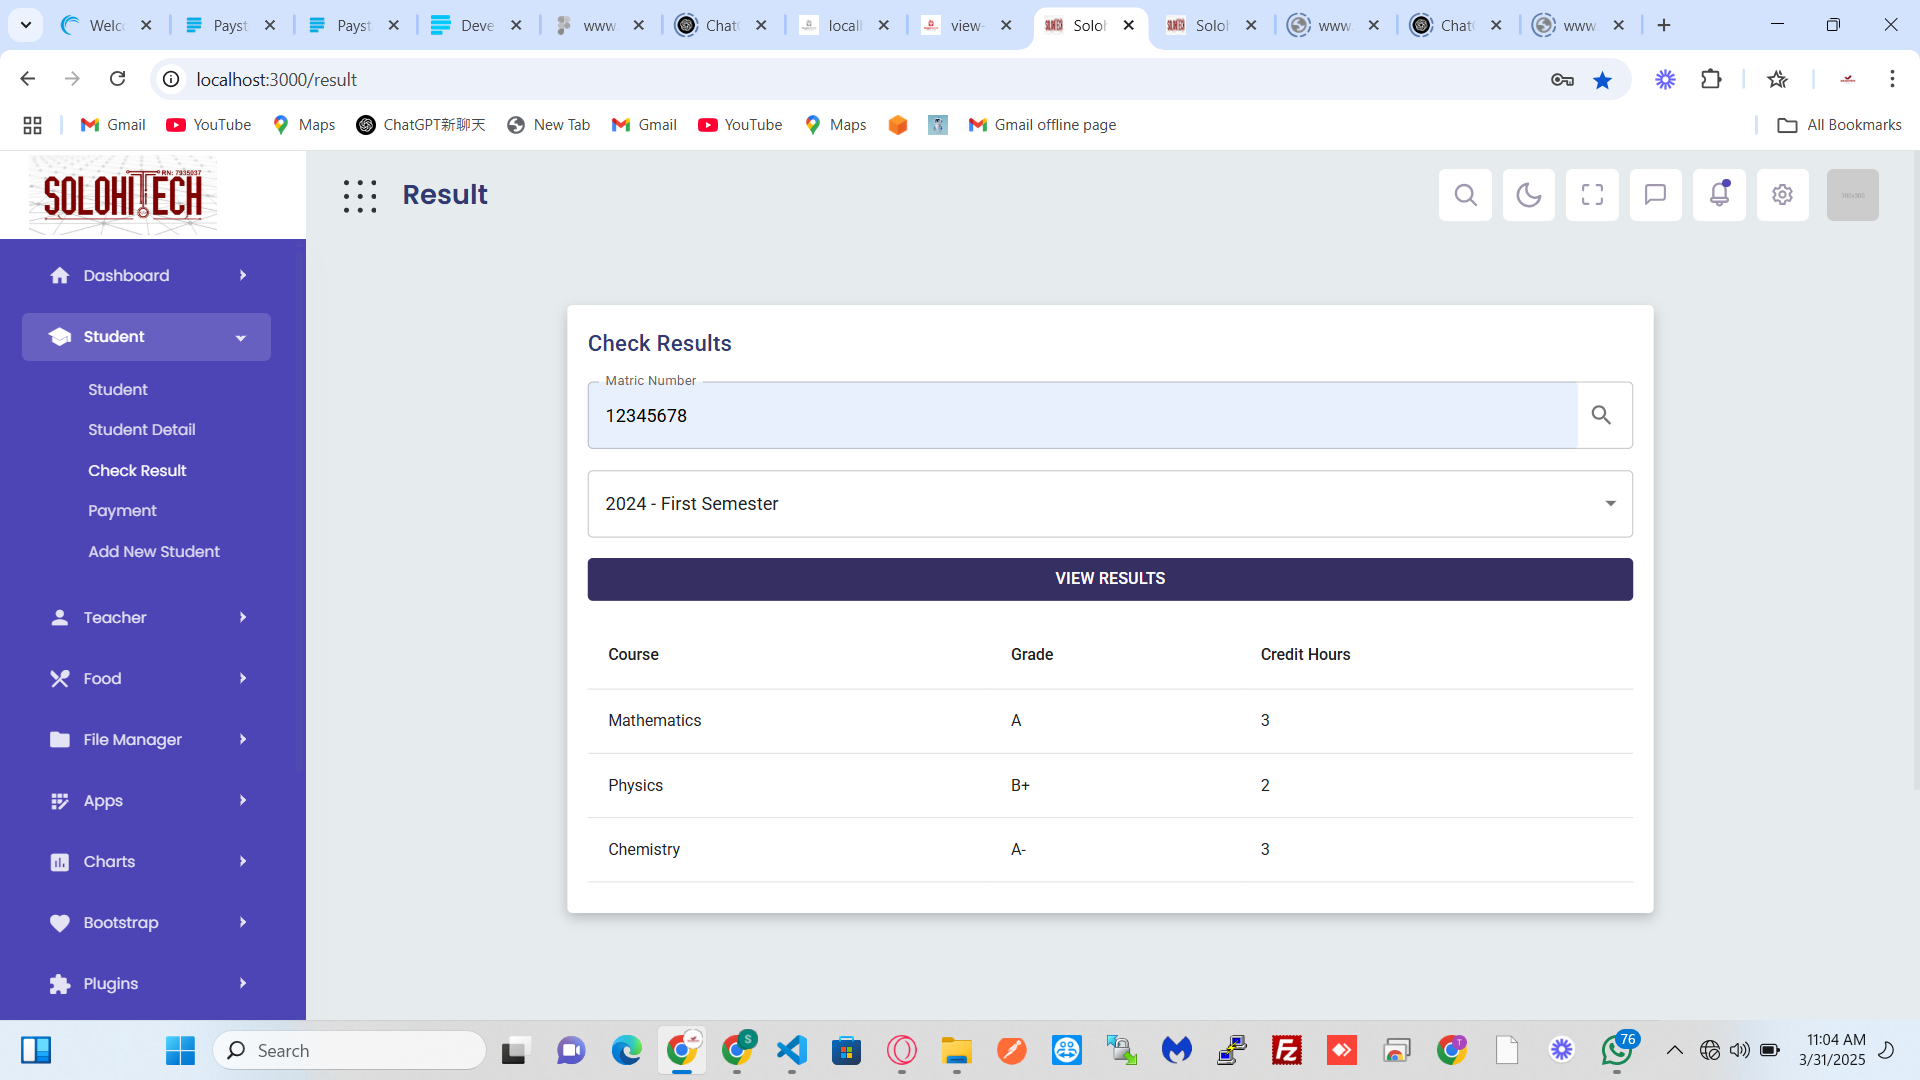 Welc
Payst
Payst
Deve
www.
Chat
locall
view-
Soloh
Soloh
www.
Chat
www.
localhost:3000/result
Gmail
YouTube
Maps
ChatGPT新聊天
New Tab
Gmail
YouTube
Maps
Gmail offline page
All Bookmarks
RN: 7935037
SOLOHITECH
Result
Dashboard
Student
Student
Student Detail
Check Result
Payment
Add New Student
Teacher
Food
File Manager
Apps
Charts
Bootstrap
Plugins
Check Results
Matric Number
12345678
2024 - First Semester
VIEW RESULTS
Course Grade Credit Hours
Mathematics A 3
Physics B+ 2
Chemistry A- 3
Search
S
T
76
11:04 AM
3/31/2025